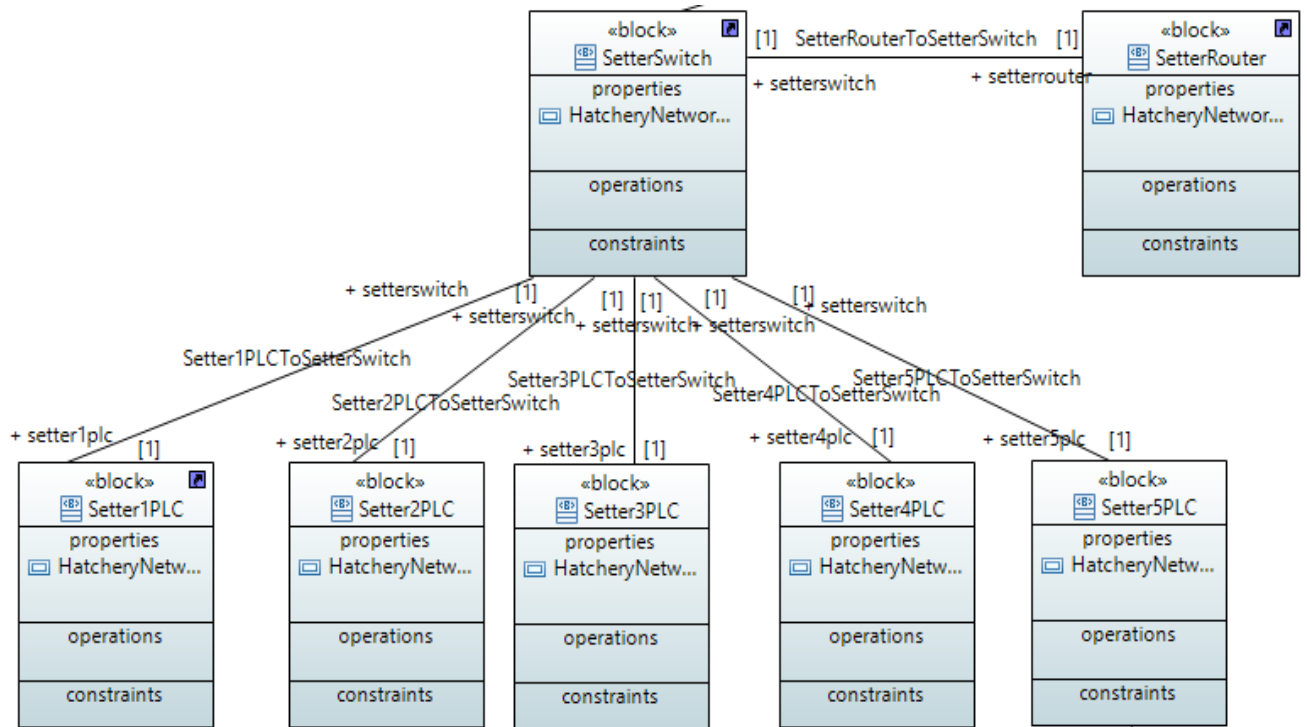 «block»
SetterSwitch
properties
HatcheryNetwor...
operations
constraints
[1] SetterRouterToSetterSwitch [1]
+ setterswitch
+ setterrouter
«block»
SetterRouter
properties
HatcheryNetwor...
operations
constraints
+ setterswitch [1]
+ setterswitch [1]
+ setterswitch [1]
+ setterswitch [1]
+ setterswitch [1]
Setter1PLCToSetterSwitch
Setter2PLCToSetterSwitch
Setter3PLCToSetterSwitch
Setter4PLCToSetterSwitch
Setter5PLCToSetterSwitch
+ setter1plc [1]
+ setter2plc [1]
+ setter3plc [1]
+ setter4plc [1]
+ setter5plc [1]
«block»
Setter1PLC
properties
HatcheryNetw...
operations
constraints
«block»
Setter2PLC
properties
HatcheryNetw...
operations
constraints
«block»
Setter3PLC
properties
HatcheryNetw...
operations
constraints
«block»
Setter4PLC
properties
HatcheryNetw...
operations
constraints
«block»
Setter5PLC
properties
HatcheryNetw...
operations
constraints